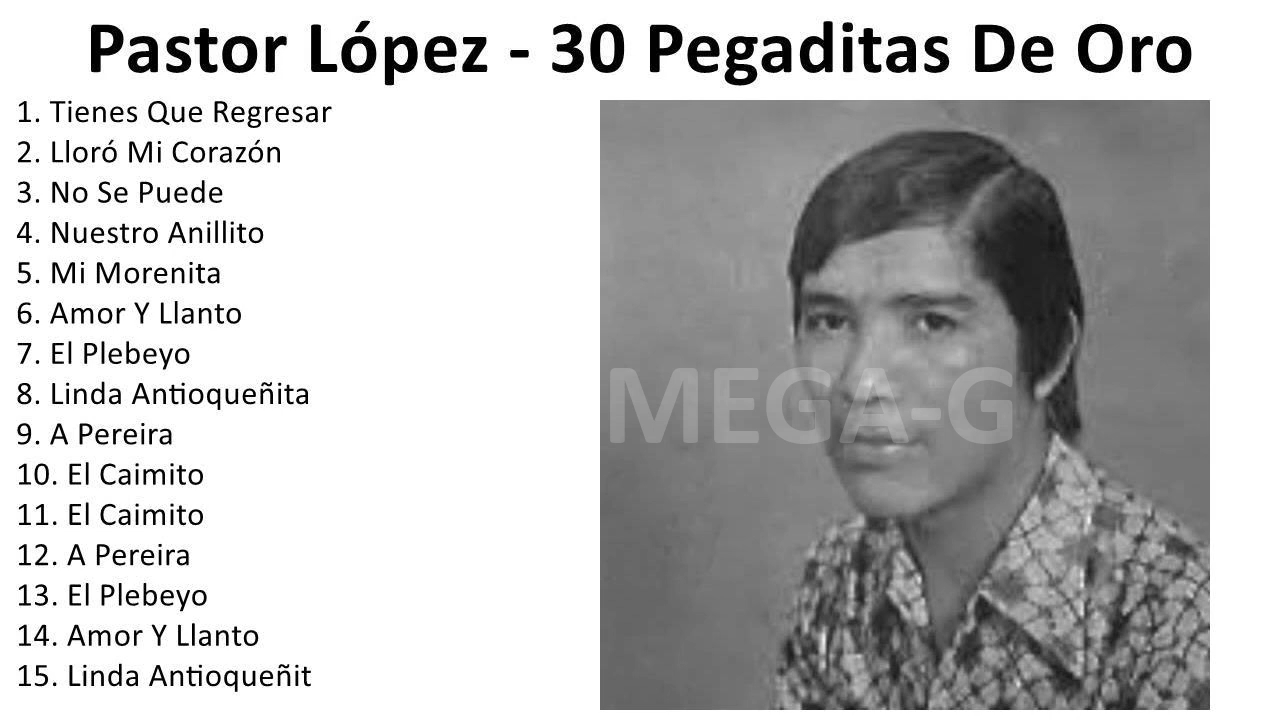 Pastor López - 30 Pegaditas De Oro
1. Tienes Que Regresar
2. Lloró Mi Corazón
3. No Se Puede
4. Nuestro Anillito
5. Mi Morenita
6. Amor Y Llanto
7. El Plebeyo
8. Linda Antioqueñita
9. A Pereira
10. El Caimito
11. El Caimito
12. A Pereira
13. El Plebeyo
14. Amor Y Llanto
15. Linda Antioqueñit
MEGA-G